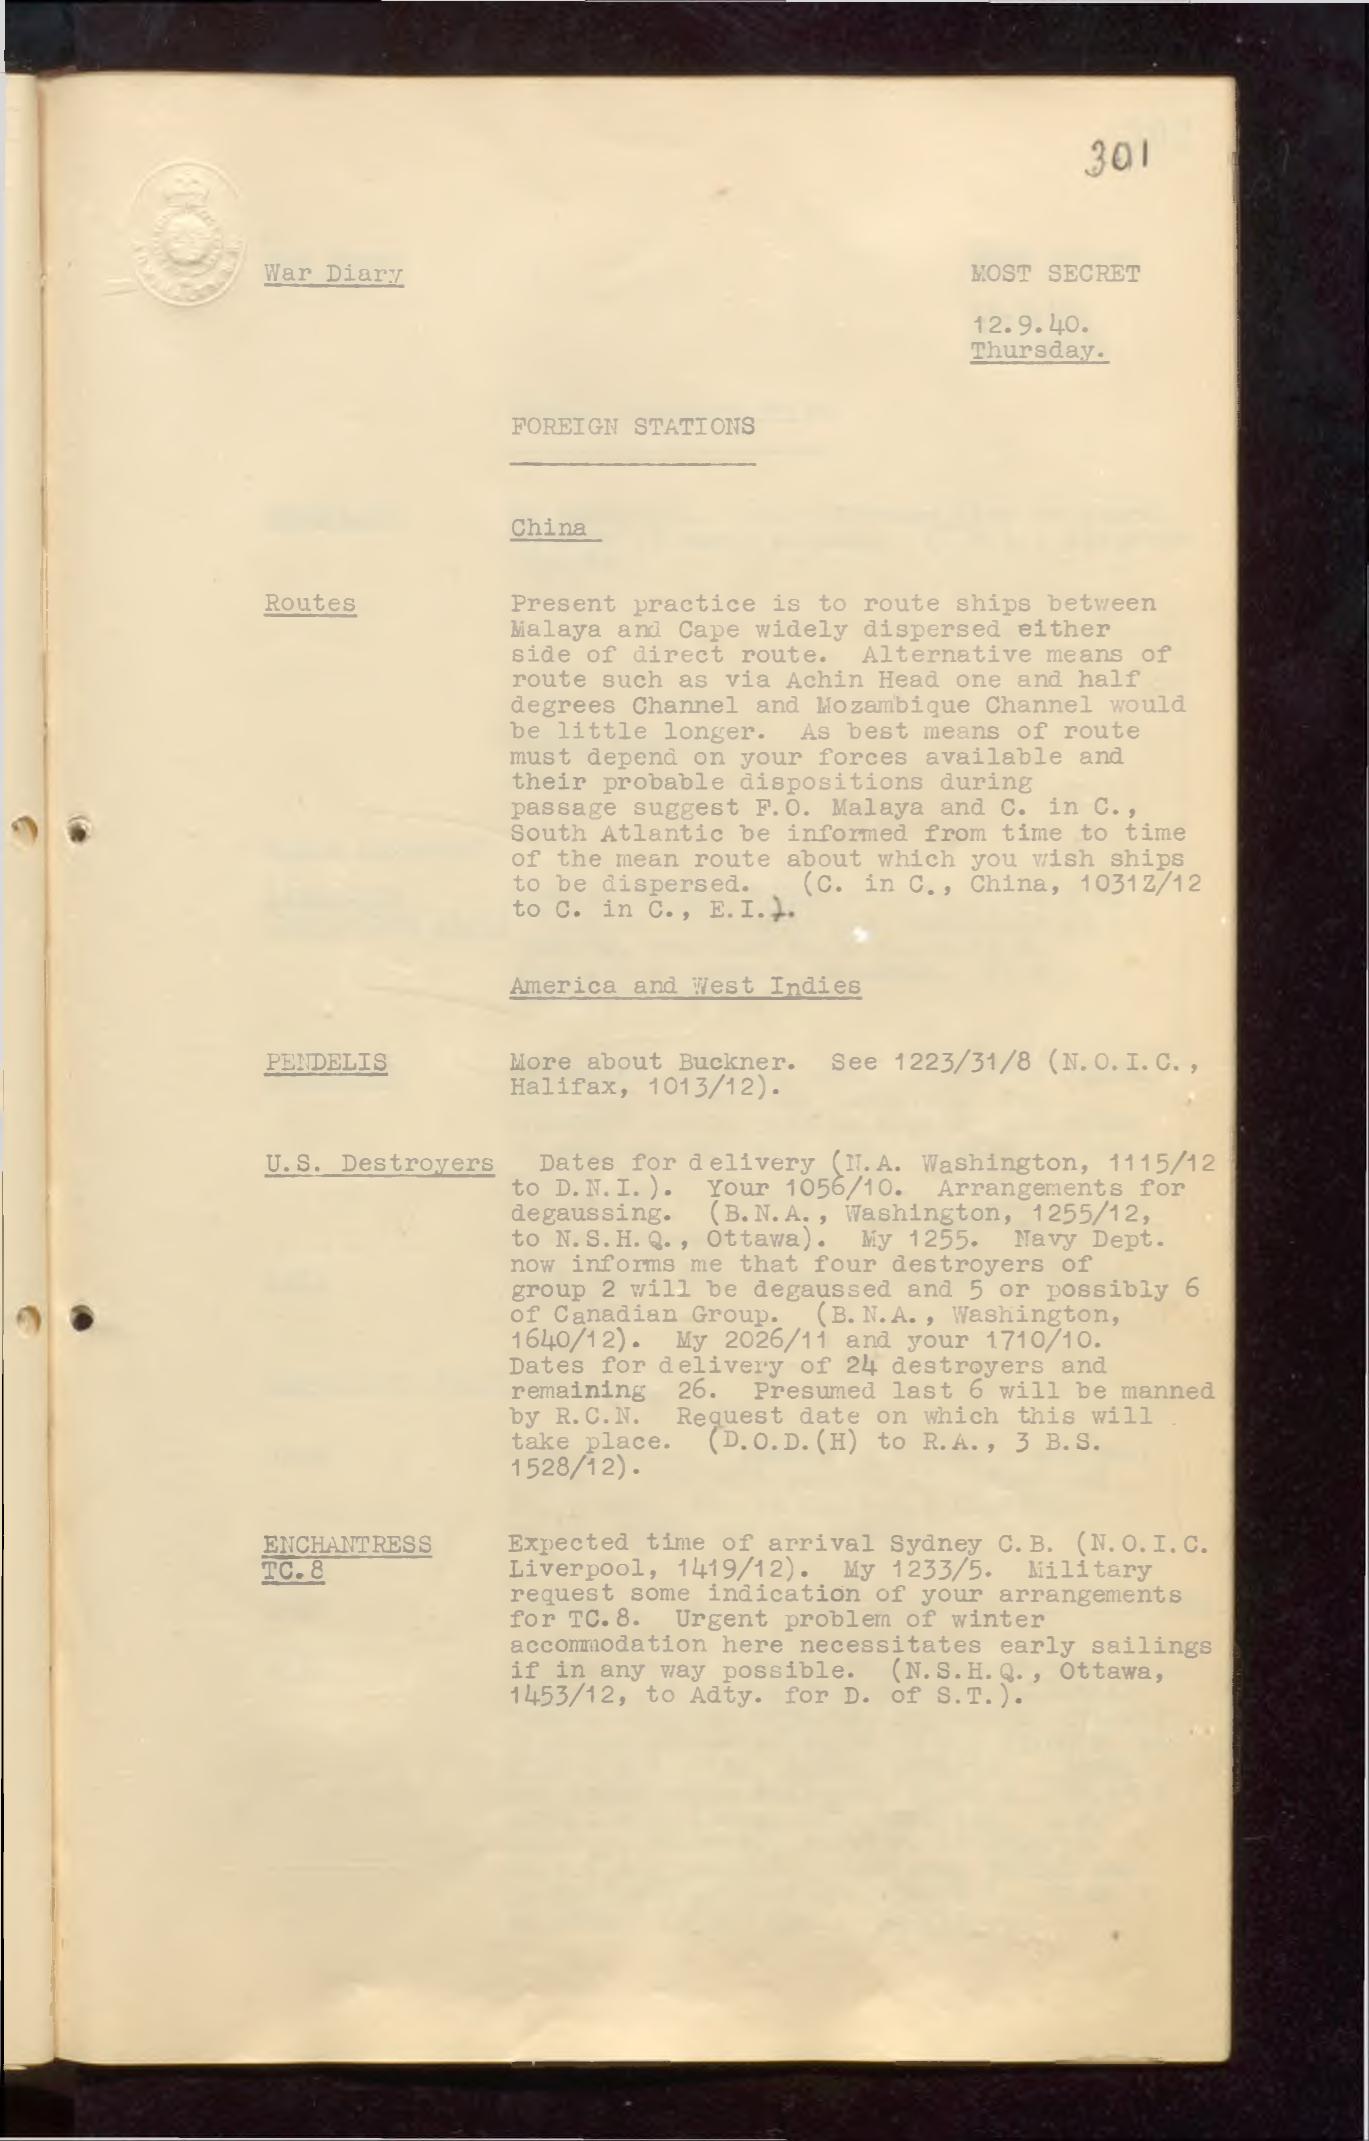 301
War Diary MOST SECRET
12.9.40.
Thursday.
FOREIGN STATIONS
China
Routes Present practice is to route ships between
Malaya and Cape widely dispersed either
side of direct route. Alternative means of
route such as via Achin Head one and half
degrees Channel and Mozambique Channel would
be little longer. As best means of route
must depend on your forces available and
their probable dispositions during
passage suggest F.O. Malaya and C. in C.,
South Atlantic be informed from time to time
of the mean route about which you wish ships
to be dispersed. (C. in C., China, 1031Z/12
to C. in C., E.I.).
America and West Indies
PENDELIS More about Buckner. See 1223/31/8 (N.O.I.C.,
Halifax, 1013/12).
U.S. Destroyers Dates for delivery (N.A. Washington, 1115/12
to D.N.I.). Your 1056/10. Arrangements for
degaussing. (B.N.A., Washington, 1255/12,
to N.S.H.Q., Ottawa). My 1255. Navy Dept.
now informs me that four destroyers of
group 2 will be degaussed and 5 or possibly 6
of Canadian Group. (B.N.A., Washington,
1640/12). My 2026/11 and your 1710/10.
Dates for delivery of 24 destroyers and
remaining 26. Presumed last 6 will be manned
by R.C.N. Request date on which this will
take place. (D.O.D.(H) to R.A., 3 B.S.
1528/12).
ENCHANTRESS Expected time of arrival Sydney C.B. (N.O.I.C.
TC.8 Liverpool, 1419/12). My 1233/5. Military
request some indication of your arrangements
for TC.8. Urgent problem of winter
accommodation here necessitates early sailings
if in any way possible. (N.S.H.Q., Ottawa,
1453/12, to Adty. for D. of S.T.).